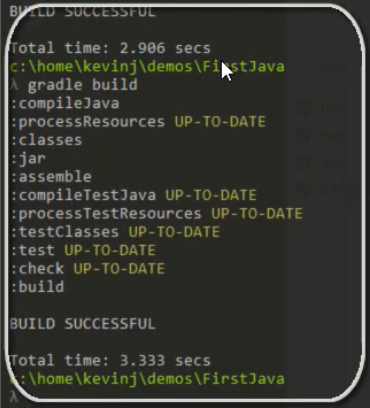 BUILD SUCCESSFUL
Total time: 2.906 secs
c:\home\kevinj\demos\FirstJava
λ gradle build
:compileJava
:processResources UP-TO-DATE
:classes
:jar
:assemble
:compileTestJava UP-TO-DATE
:processTestResources UP-TO-DATE
:testClasses UP-TO-DATE
:test UP-TO-DATE
:check UP-TO-DATE
:build
BUILD SUCCESSFUL
Total time: 3.333 secs
c:\home\kevinj\demos\FirstJava
λ